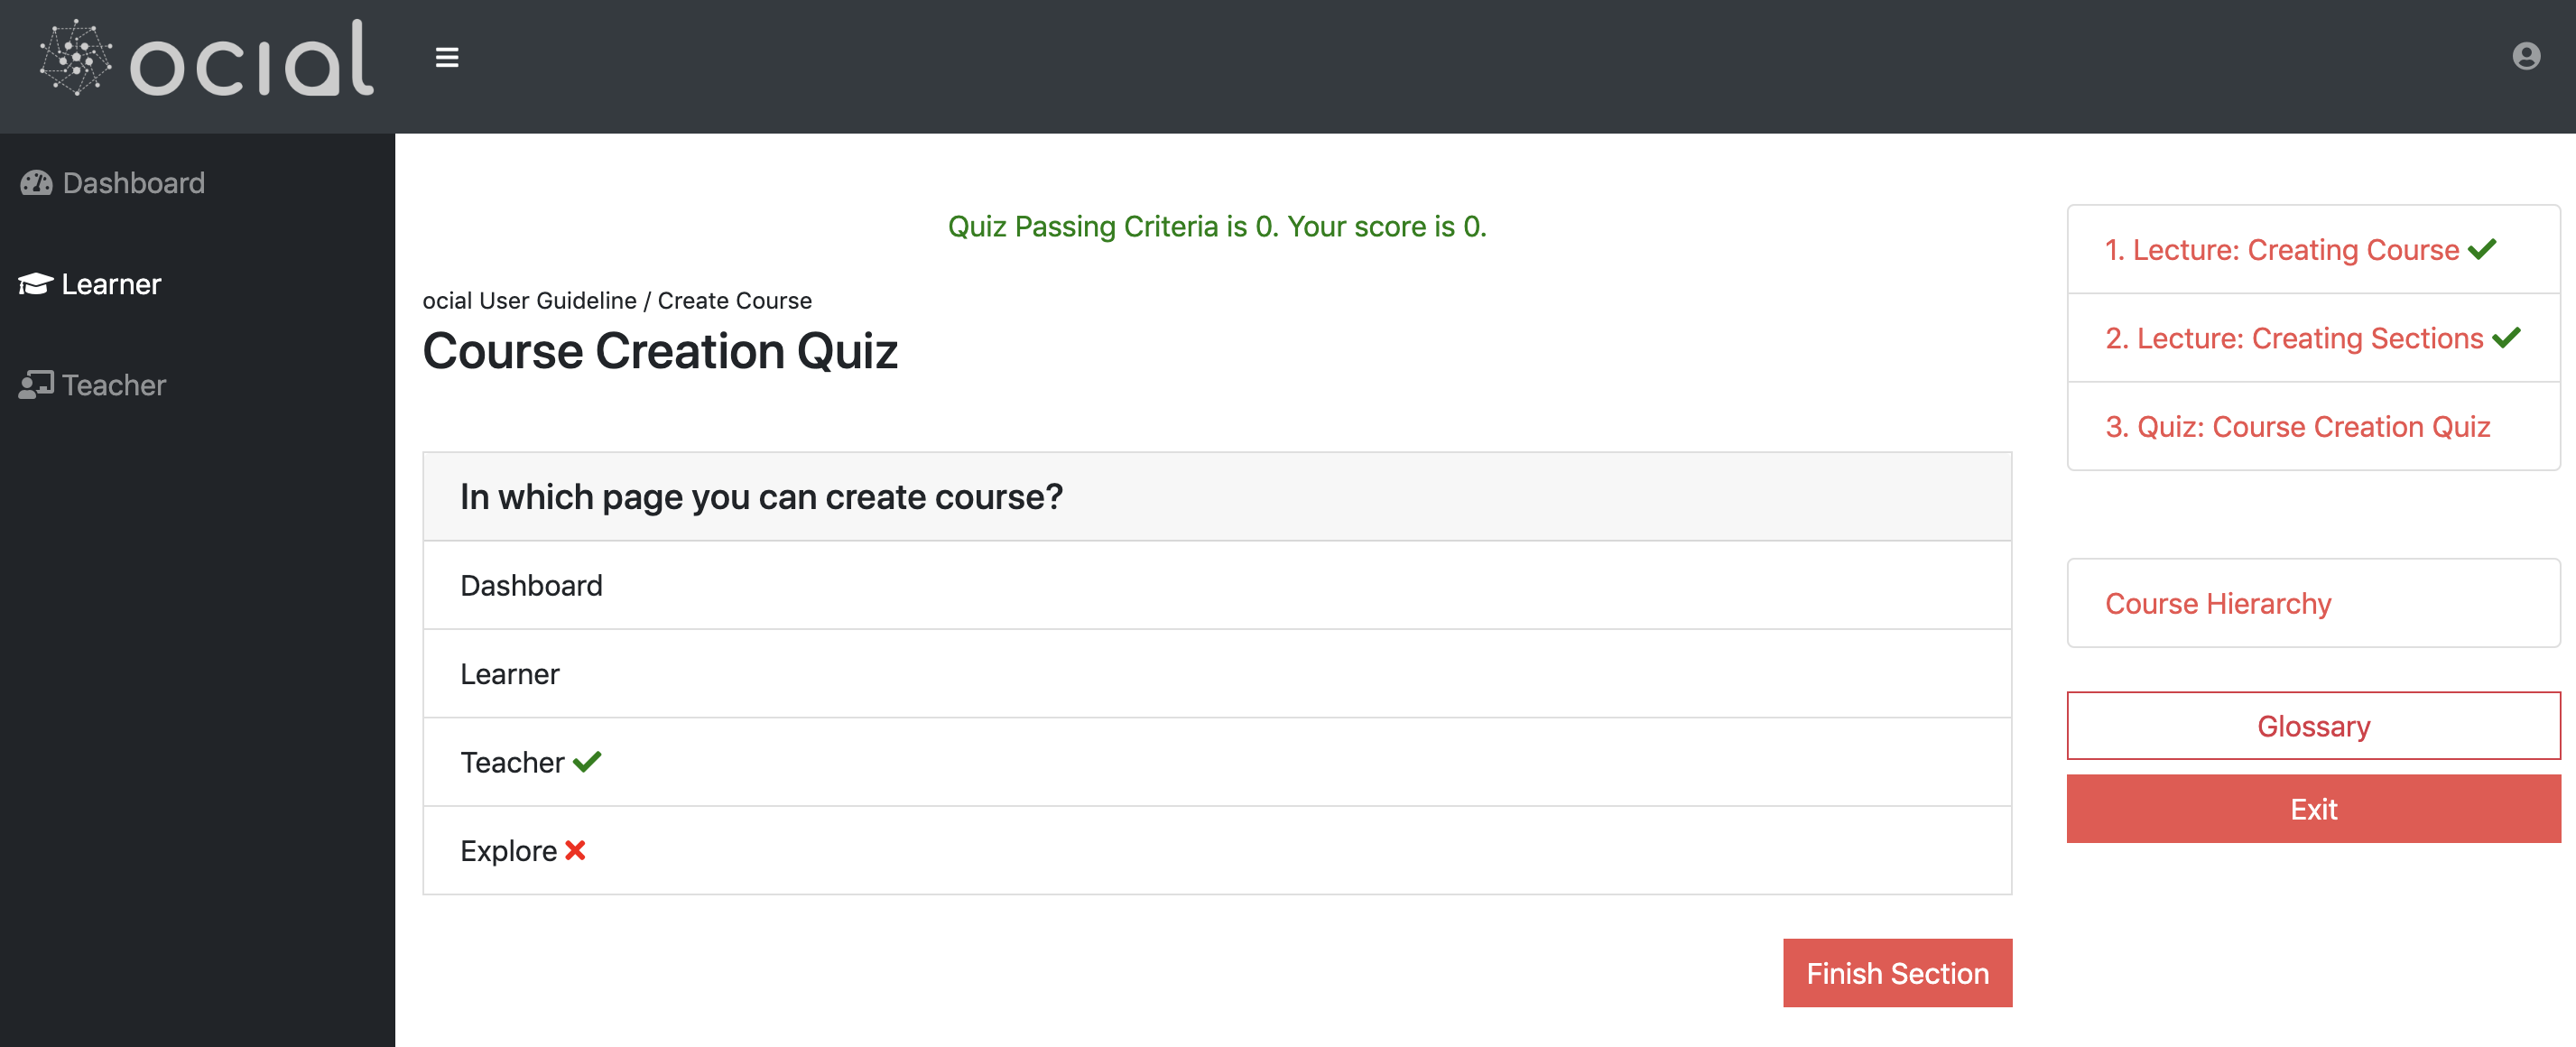 ocial
Dashboard
Learner
Teacher
Quiz Passing Criteria is 0. Your score is 0.
ocial User Guideline / Create Course
Course Creation Quiz
In which page you can create course?
Dashboard
Learner
Teacher
Explore
Finish Section
1. Lecture: Creating Course
2. Lecture: Creating Sections
3. Quiz: Course Creation Quiz
Course Hierarchy
Glossary
Exit